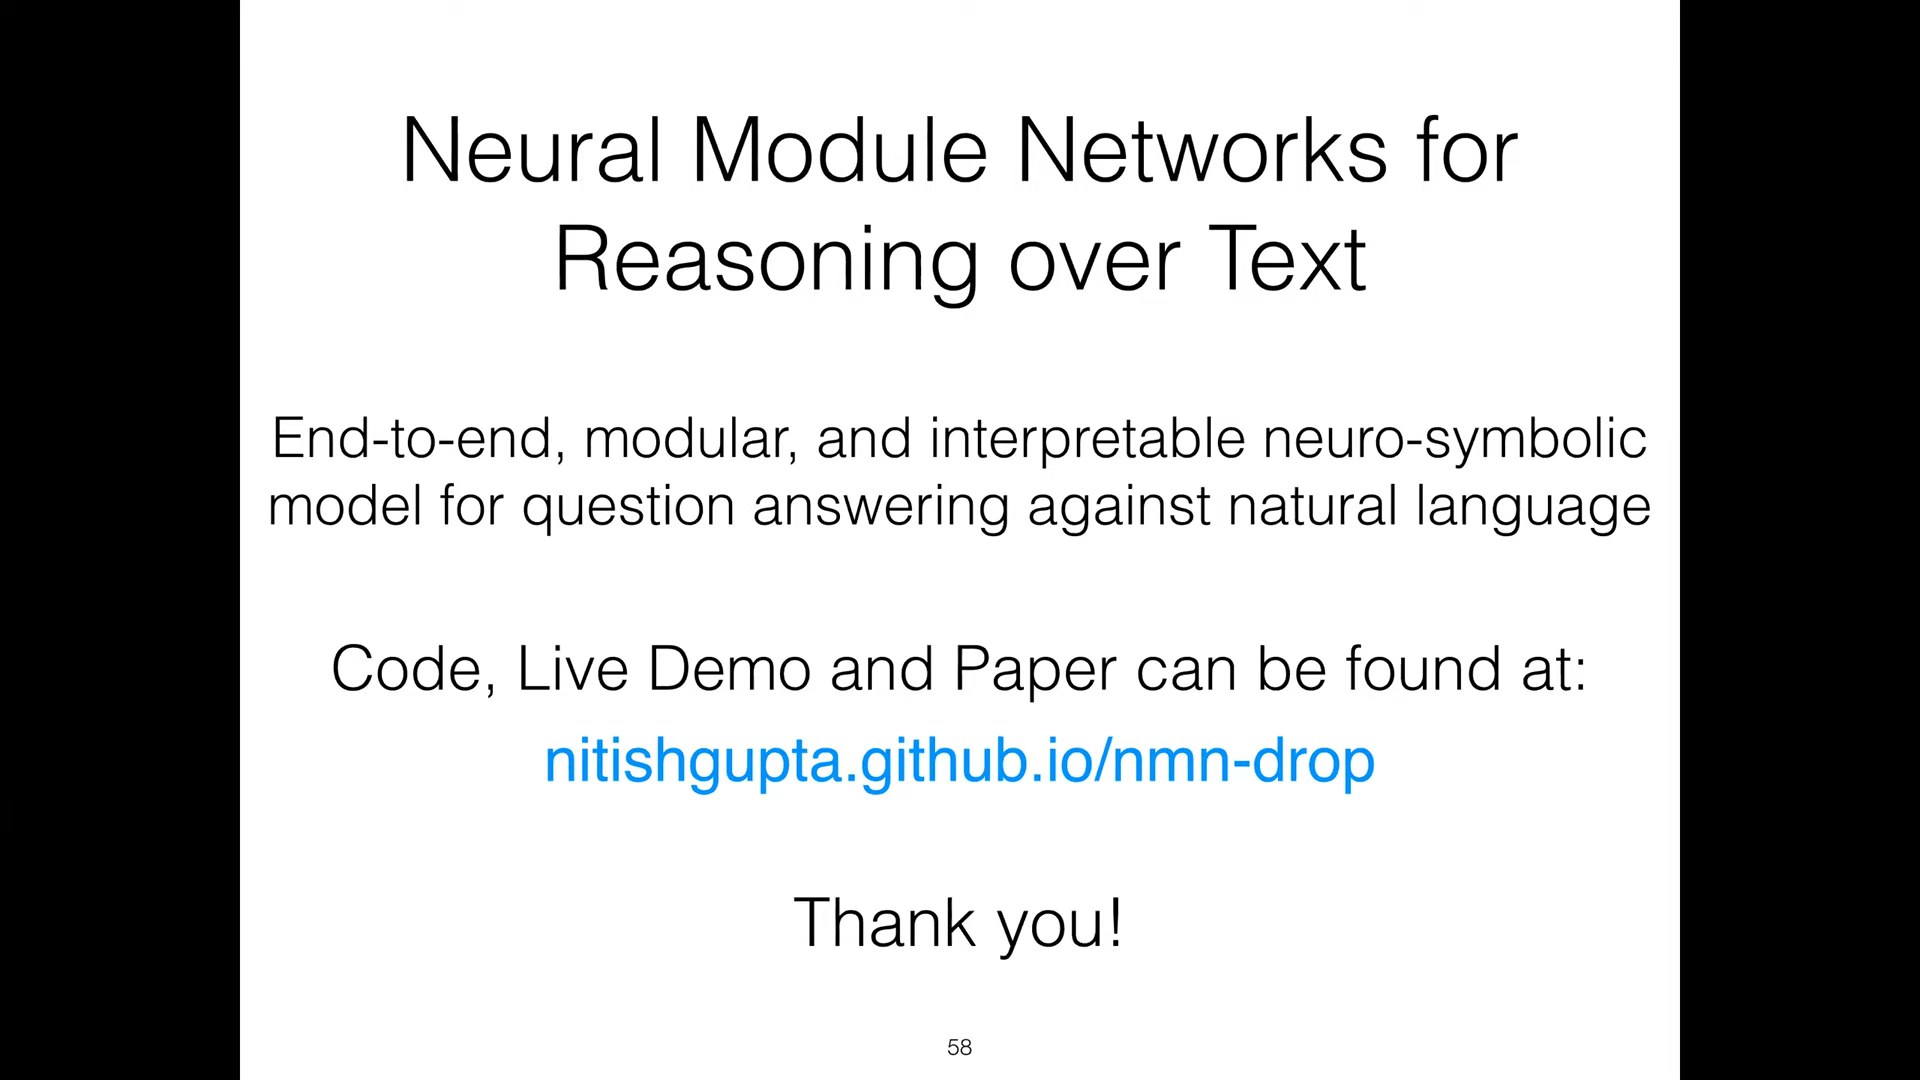 Neural Module Networks for
Reasoning over Text
End-to-end, modular, and interpretable neuro-symbolic
model for question answering against natural language
Code, Live Demo and Paper can be found at:
nitishgupta.github.io/nmn-drop
Thank you!
58